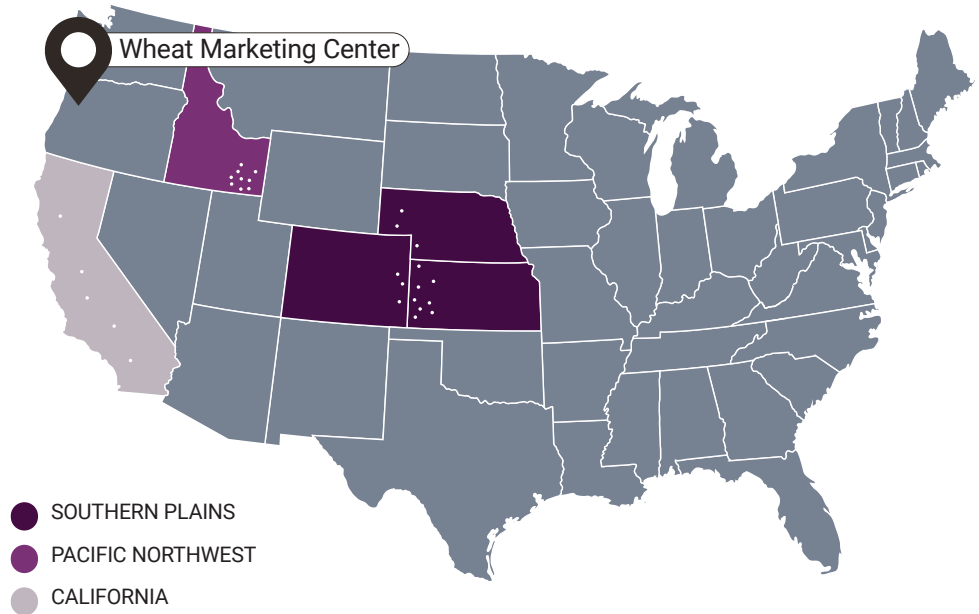 Wheat Marketing Center
SOUTHERN PLAINS
PACIFIC NORTHWEST
CALIFORNIA